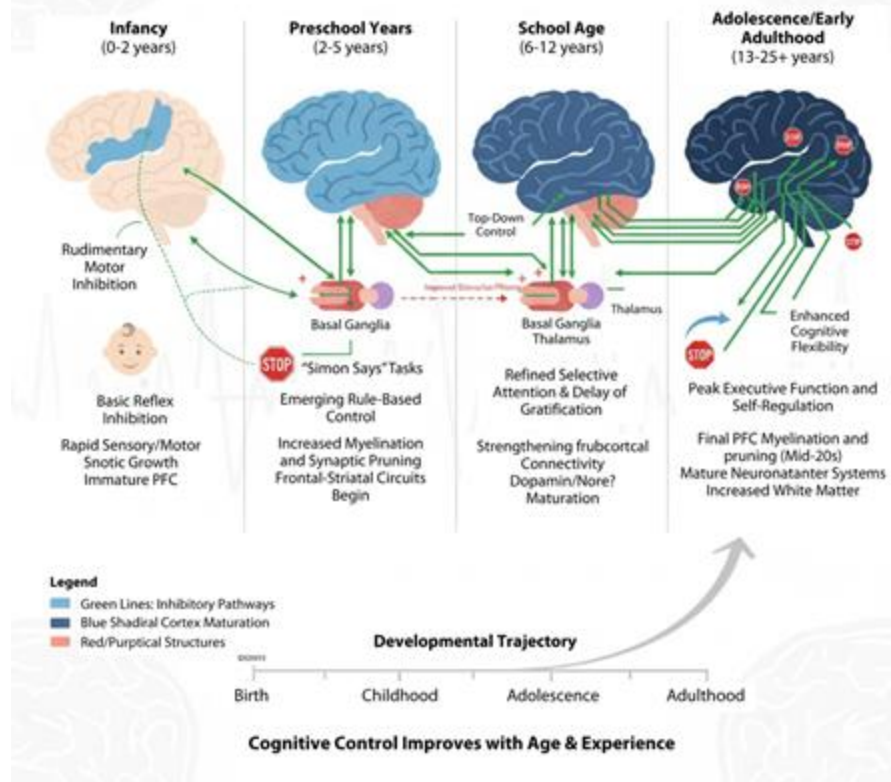 Infancy
(0-2 years)
Preschool Years
(2-5 years)
School Age
(6-12 years)
Adolescence/Early
Adulthood
(13-25+ years)
Rudimentary
Motor
Inhibition
Top-Down
Control
Basal Ganglia
Basal Ganglia
Thalamus
Thalamus
STOP
STOP
STOP
STOP
Enhanced
Cognitive
Flexibility
STOP
"Simon Says" Tasks
Basic Reflex
Inhibition
Rapid Sensory/Motor
Snotic Growth
Immature PFC
Emerging Rule-Based
Control
Increased Myelination
and Synaptic Pruning
Frontal-Striatal Circuits
Begin
Refined Selective
Attention & Delay of
Gratification
Strengthening frubcortcal
Connectivity
Dopamin/Nore?
Maturation
Peak Executive Function and
Self-Regulation
Final PFC Myelination and
pruning (Mid-20s)
Mature Neuronatanter Systems
Increased White Matter
Legend
Green Lines: Inhibitory Pathways
Blue Shadiral Cortex Maturation
Red/Purptical Structures
Developmental Trajectory
Birth
Childhood
Adolescence
Adulthood
Cognitive Control Improves with Age & Experience